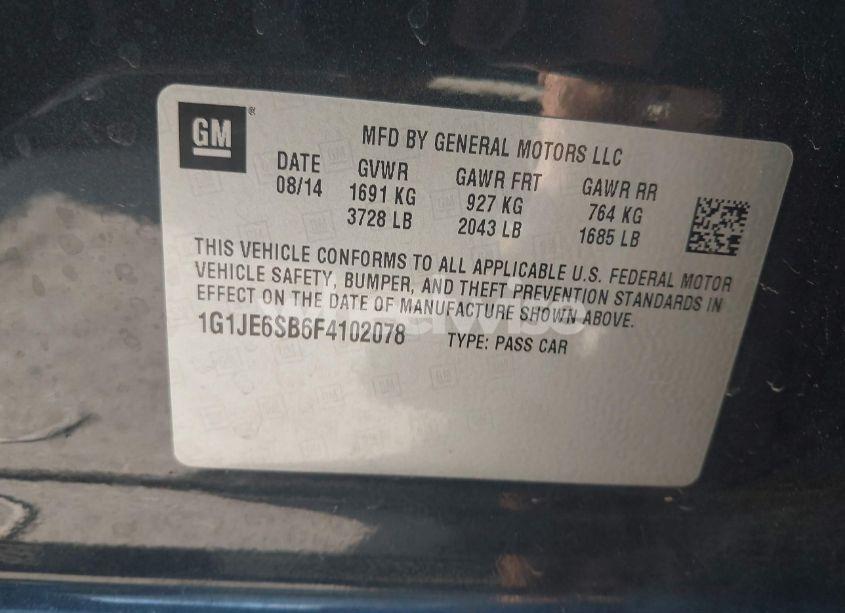 GM®
MFD BY GENERAL MOTORS LLC
DATE GVWR GAWR FRT GAWR RR
08/14 1691 KG 927 KG 764 KG
3728 LB 2043 LB 1685 LB
THIS VEHICLE CONFORMS TO ALL APPLICABLE U.S. FEDERAL MOTOR
VEHICLE SAFETY, BUMPER, AND THEFT PREVENTION STANDARDS IN
EFFECT ON THE DATE OF MANUFACTURE SHOWN ABOVE.
1G1JE6SB6F4102078 TYPE: PASS CAR